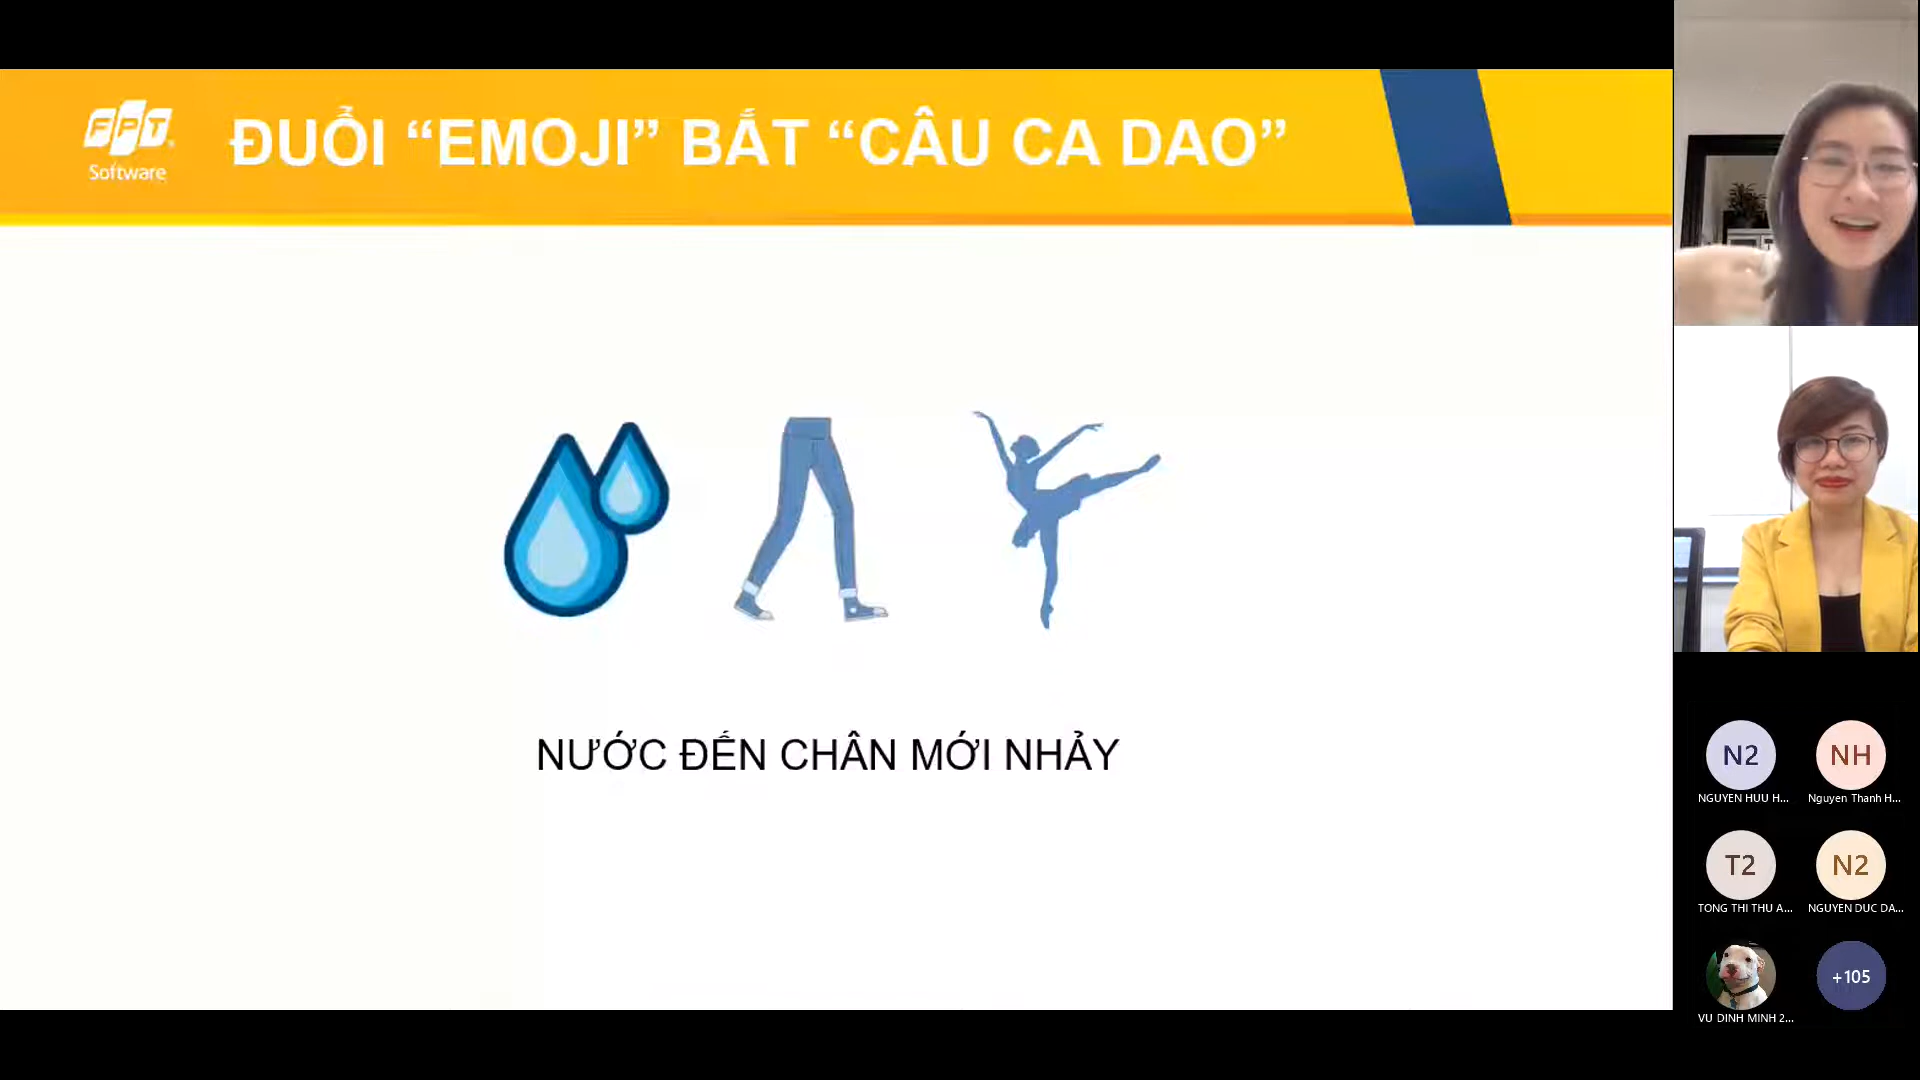 FPT
Software
ĐUỔI “EMOJI” BẮT “CÂU CA DAO”
NƯỚC ĐẾN CHÂN MỚI NHẢY
N2
NH
NGUYEN HUU H...
Nguyen Thanh H...
T2
N2
TONG THI THU A...
NGUYEN DUC DA...
+105
VU DINH MINH 2...